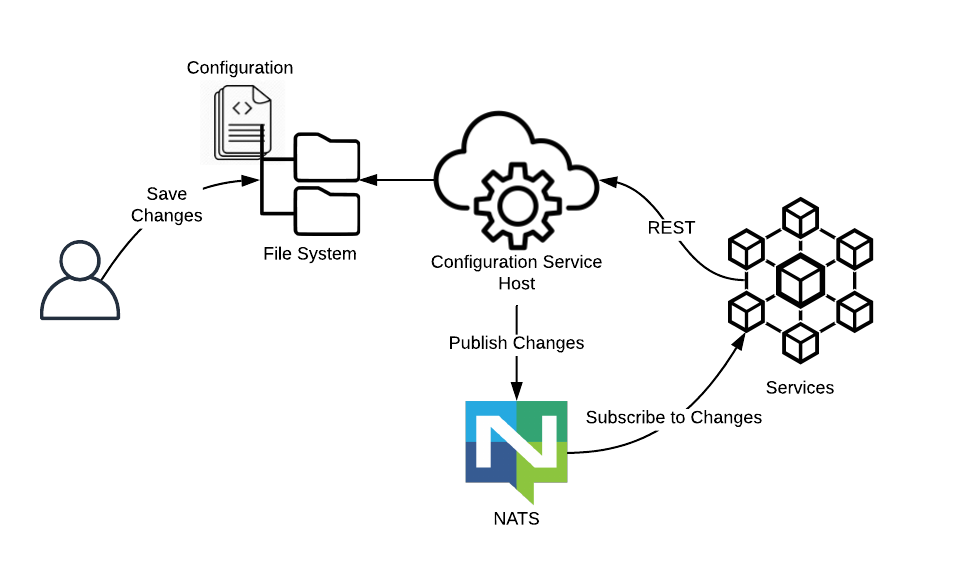 Configuration
<>
Save
Changes
File System
Configuration Service
Host
REST
Publish Changes
Services
Subscribe to Changes
N
NATS